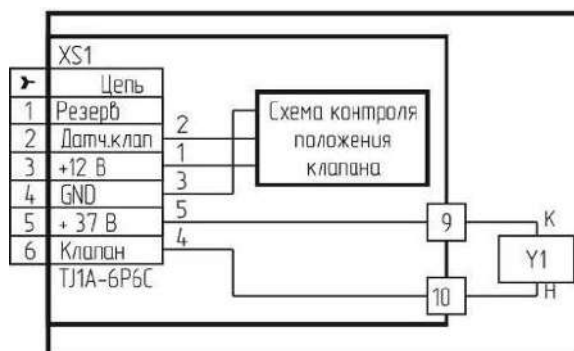 XS1
Цепь
1 Резерв
2 Датч.клап 2
3 +12 В 1
4 GND 3
5 + 37 В 5
6 Клапан 4
TJ1A-6P6C
Схема контроля
положения
клапана
9
К
Y1
10
Н